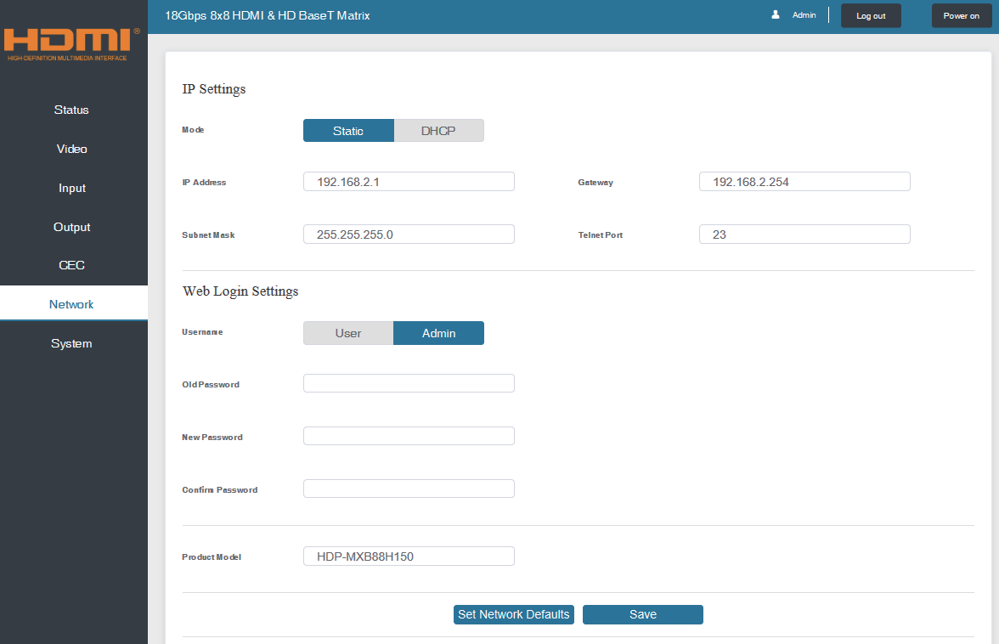 18Gbps 8x8 HDMI & HD BaseT Matrix
Admin
Log out
Power on
HDMI®
HIGH-DEFINITION MULTIMEDIA INTERFACE
Status
Video
Input
Output
CEC
Network
System
IP Settings
Mode Static DHCP
IP Address 192.168.2.1 Gateway 192.168.2.254
Subnet Mask 255.255.255.0 Telnet Port 23
Web Login Settings
Username User Admin
Old Password
New Password
Confirm Password
Product Model HDP-MXB88H150
Set Network Defaults Save